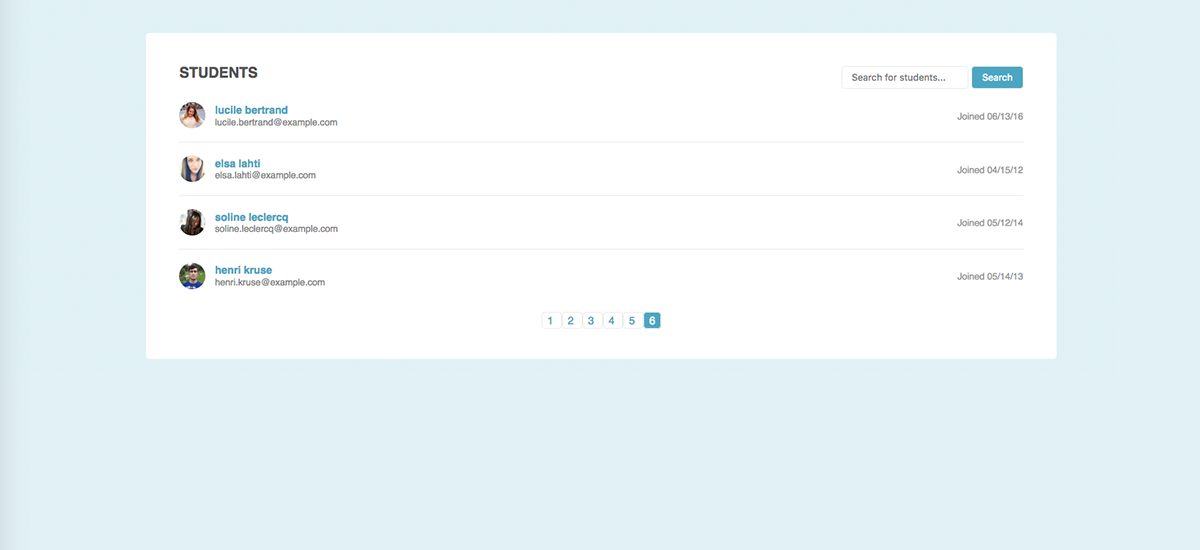 STUDENTS
Search for students...
Search
lucile bertrand
lucile.bertrand@example.com
Joined 06/13/16
elsa lahti
elsa.lahti@example.com
Joined 04/15/12
soline leclercq
soline.leclercq@example.com
Joined 05/12/14
henri kruse
henri.kruse@example.com
Joined 05/14/13
1 2 3 4 5 6